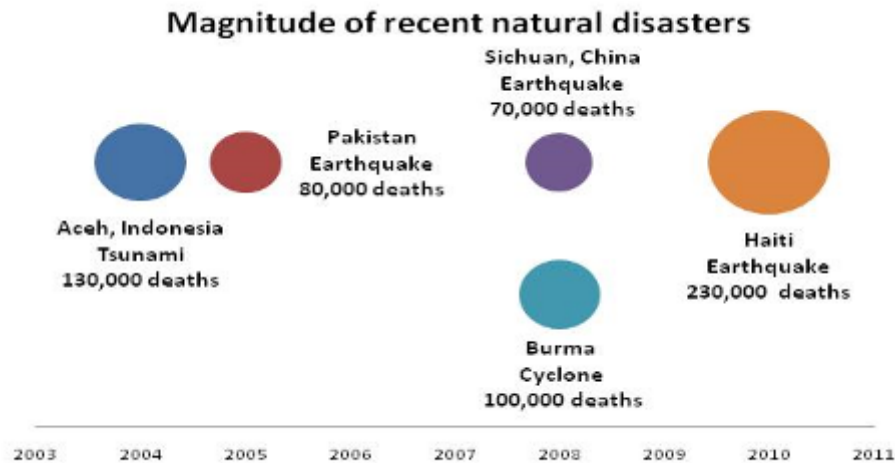 Magnitude of recent natural disasters
Sichuan, China
Earthquake
70,000 deaths
Pakistan
Earthquake
80,000 deaths
Aceh, Indonesia
Tsunami
130,000 deaths
Haiti
Earthquake
230,000 deaths
Burma
Cyclone
100,000 deaths
2003 2004 2005 2006 2007 2008 2009 2010 2011